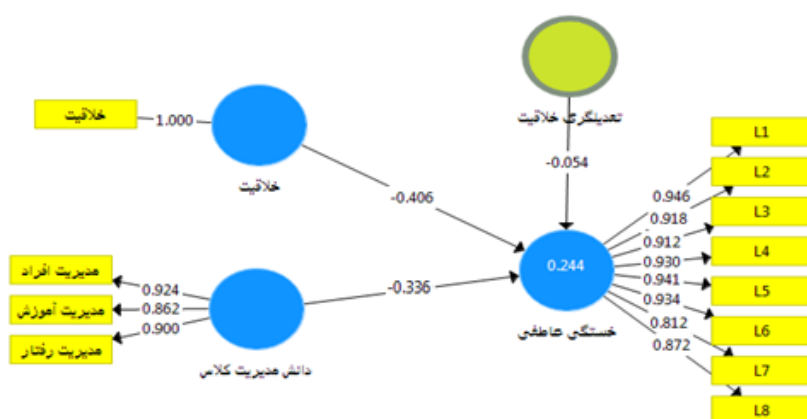 تعدیلگری خلاقیت
-0.054
خلاقیت
1.000
خلاقیت
-0.406
مدیریت افراد
مدیریت آموزش
مدیریت رفتار
0.924
0.862
0.900
دانش مدیریت کلاس
-0.336
0.244
خستگی عاطفی
0.946
0.918
0.912
0.930
0.941
0.934
0.812
0.872
L1
L2
L3
L4
L5
L6
L7
L8